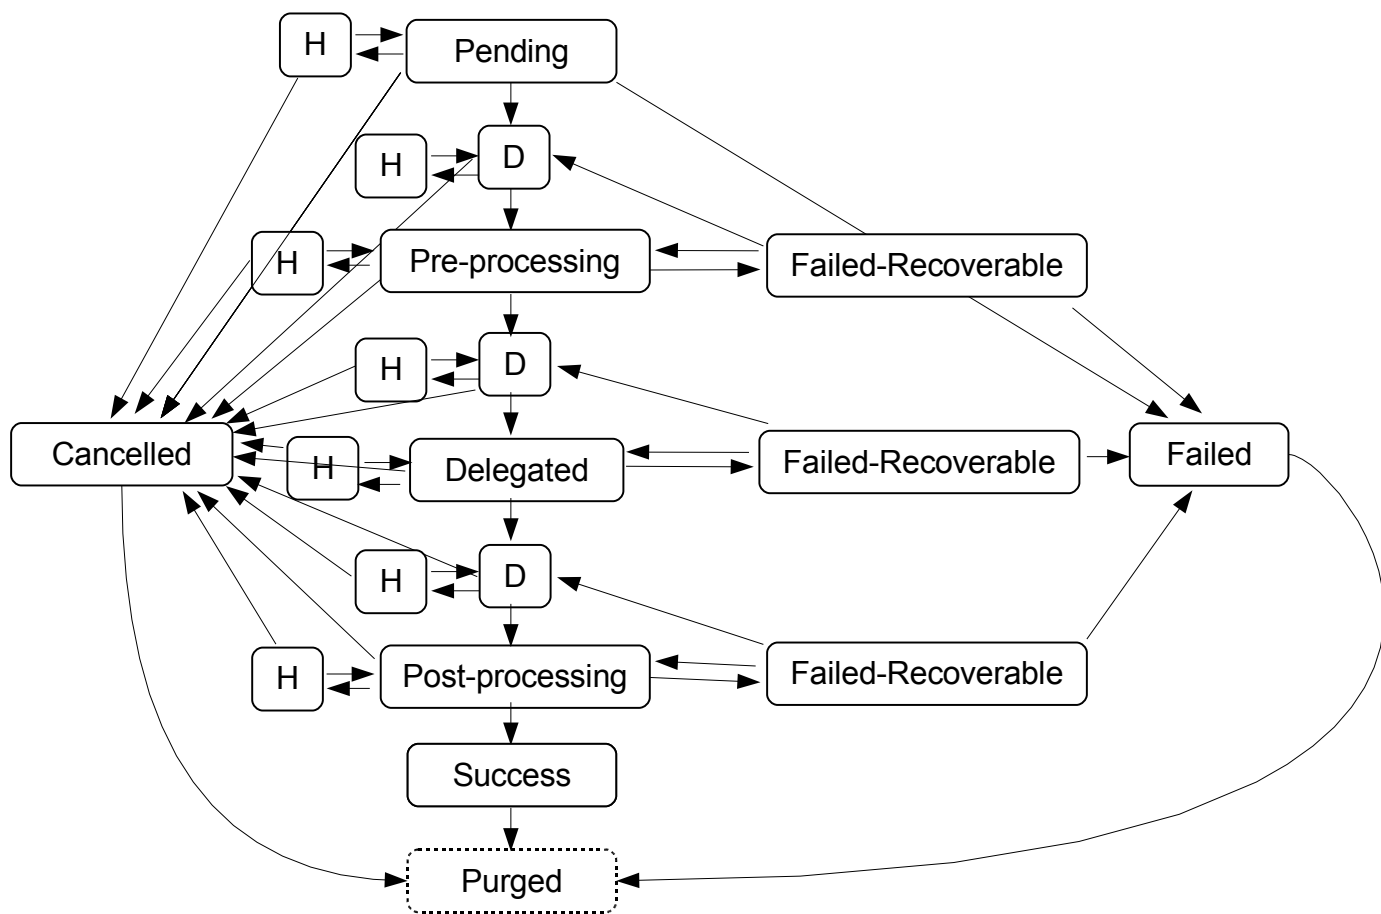 H
Pending
H
D
H
Pre-processing
Failed-Recoverable
H
D
Cancelled
H
Delegated
Failed-Recoverable
Failed
H
D
H
Post-processing
Failed-Recoverable
Success
Purged